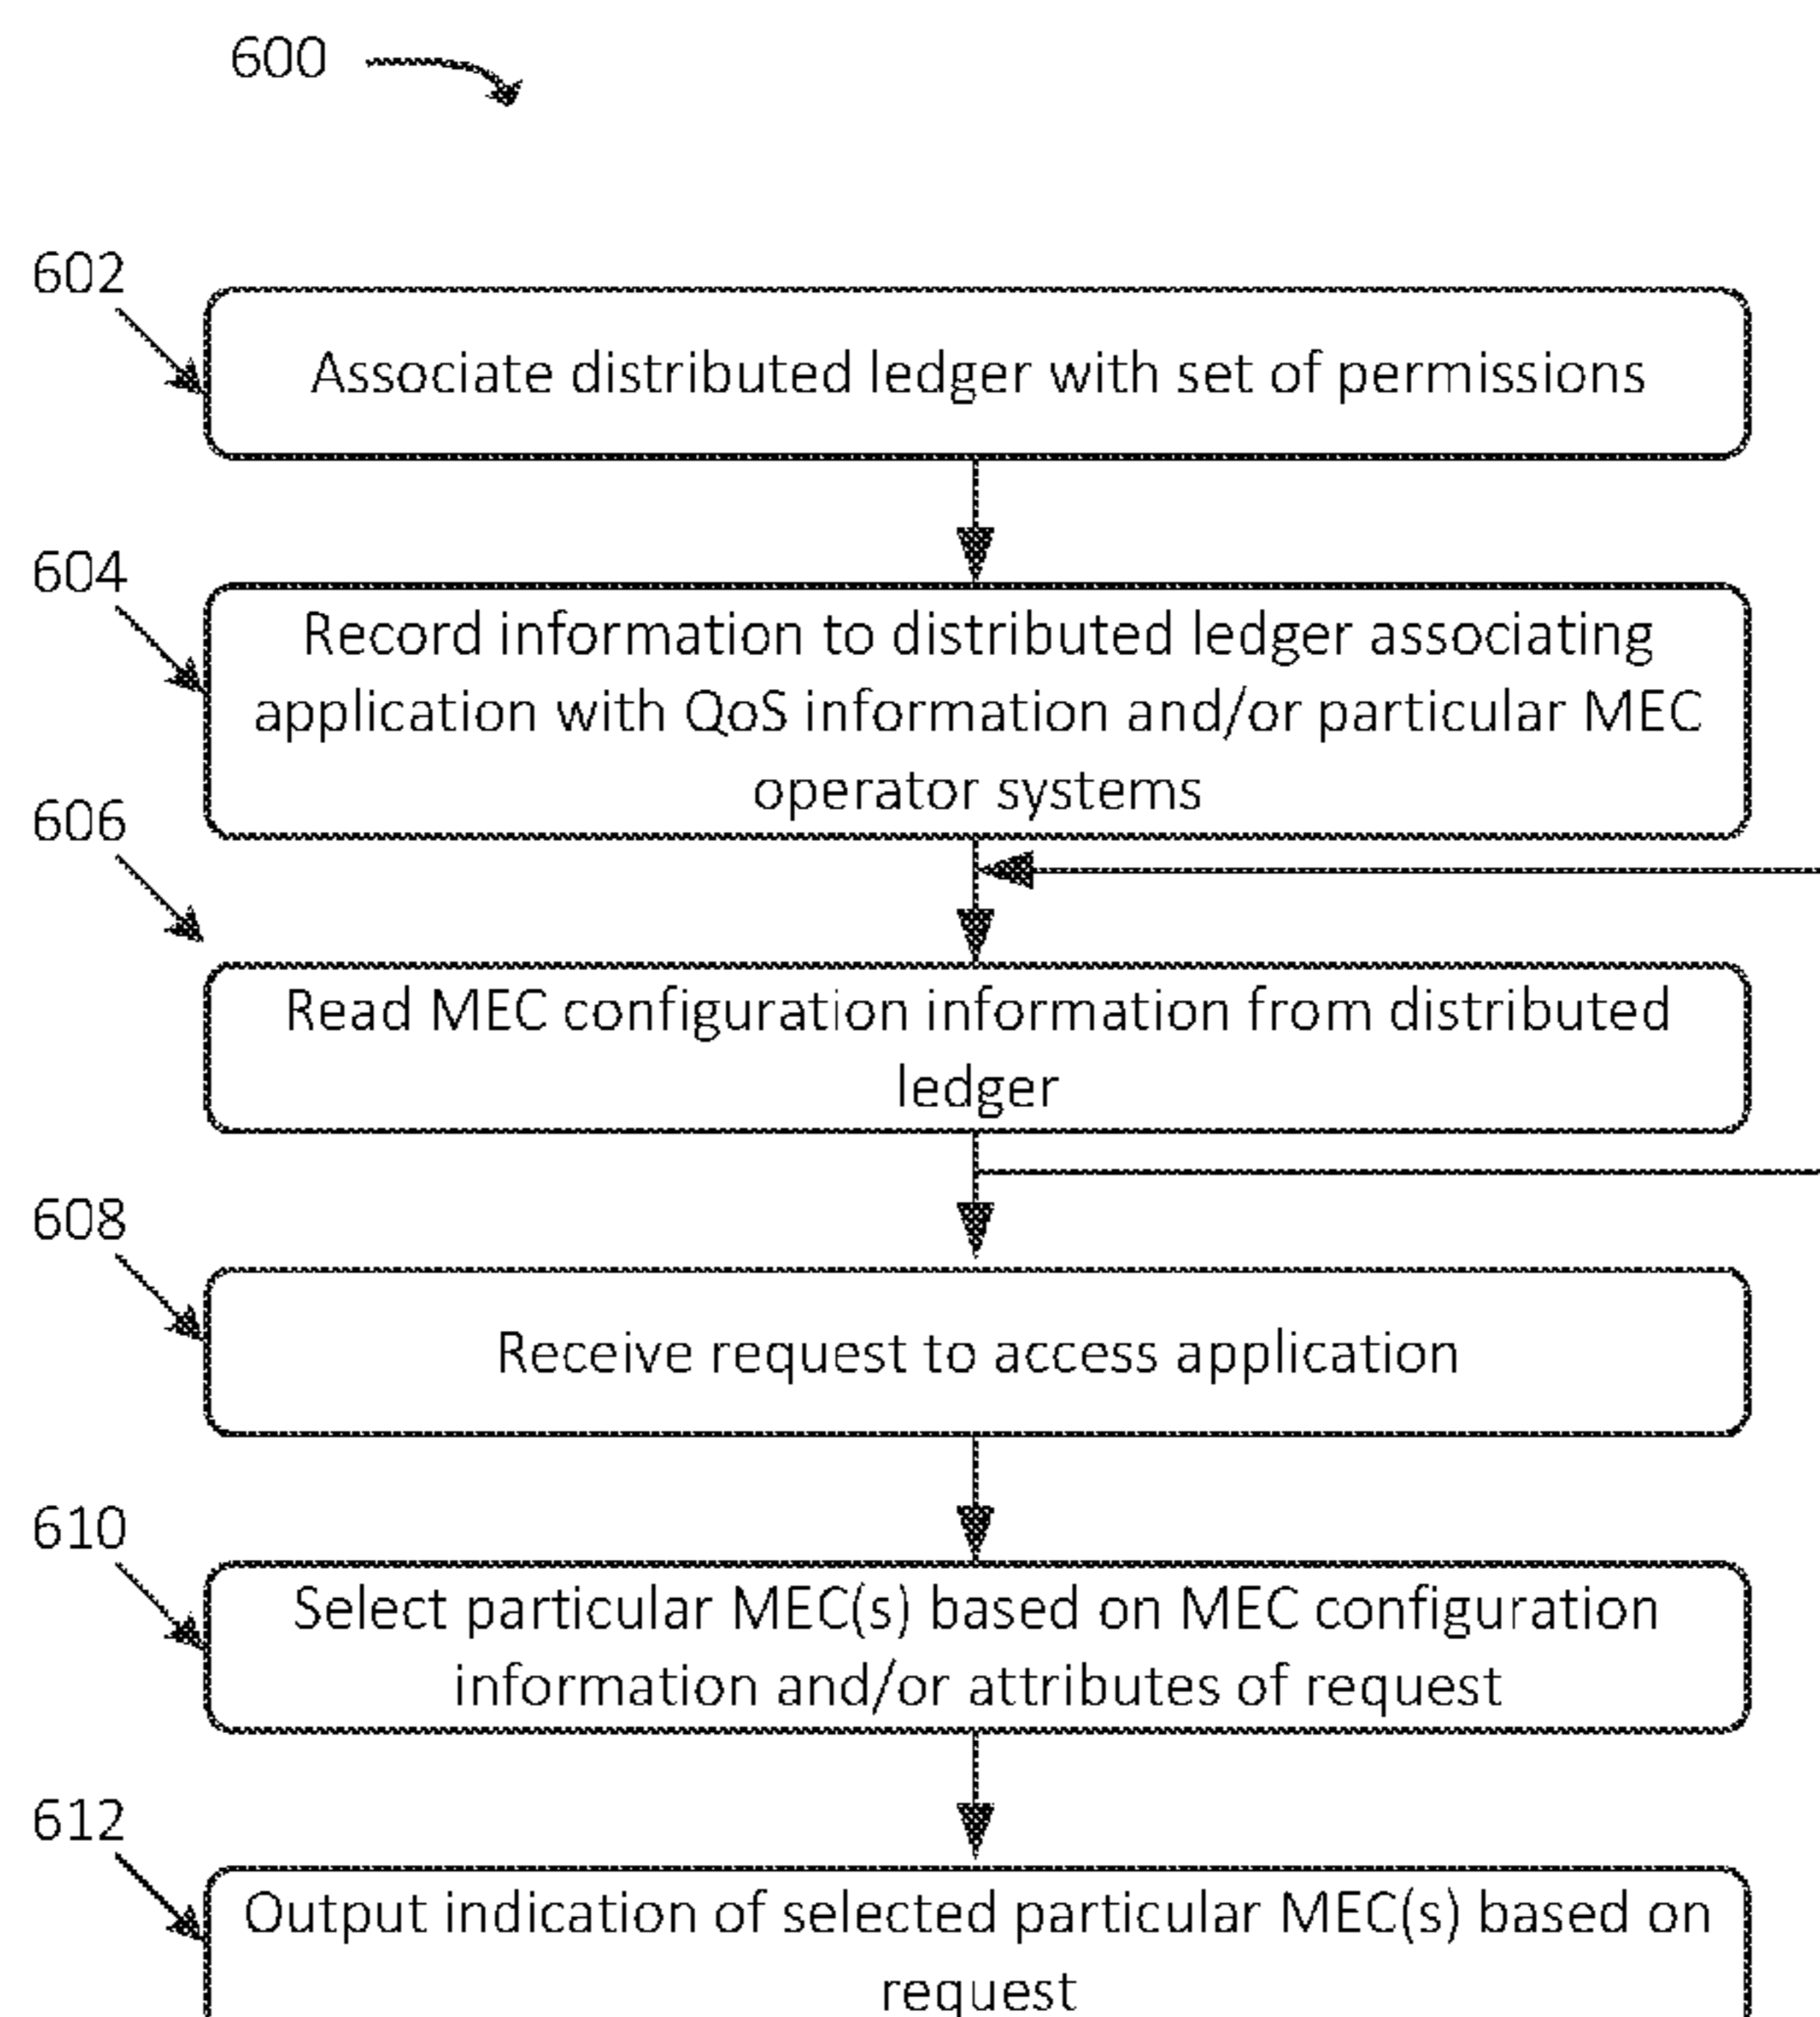 600
602
Associate distributed ledger with set of permissions
604
Record information to distributed ledger associating
application with QoS information and/or particular MEC
operator systems
606
Read MEC configuration information from distributed
ledger
608
Receive request to access application
610
Select particular MEC(s) based on MEC configuration
information and/or attributes of request
612
Output indication of selected particular MEC(s) based on
request